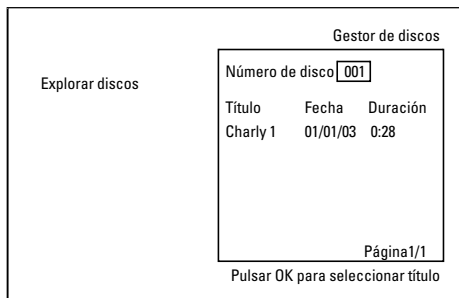 Gestor de discos
Explorar discos
Número de disco 001
Título Fecha Duración
Charly 1 01/01/03 0:28
Página1/1
Pulsar OK para seleccionar título